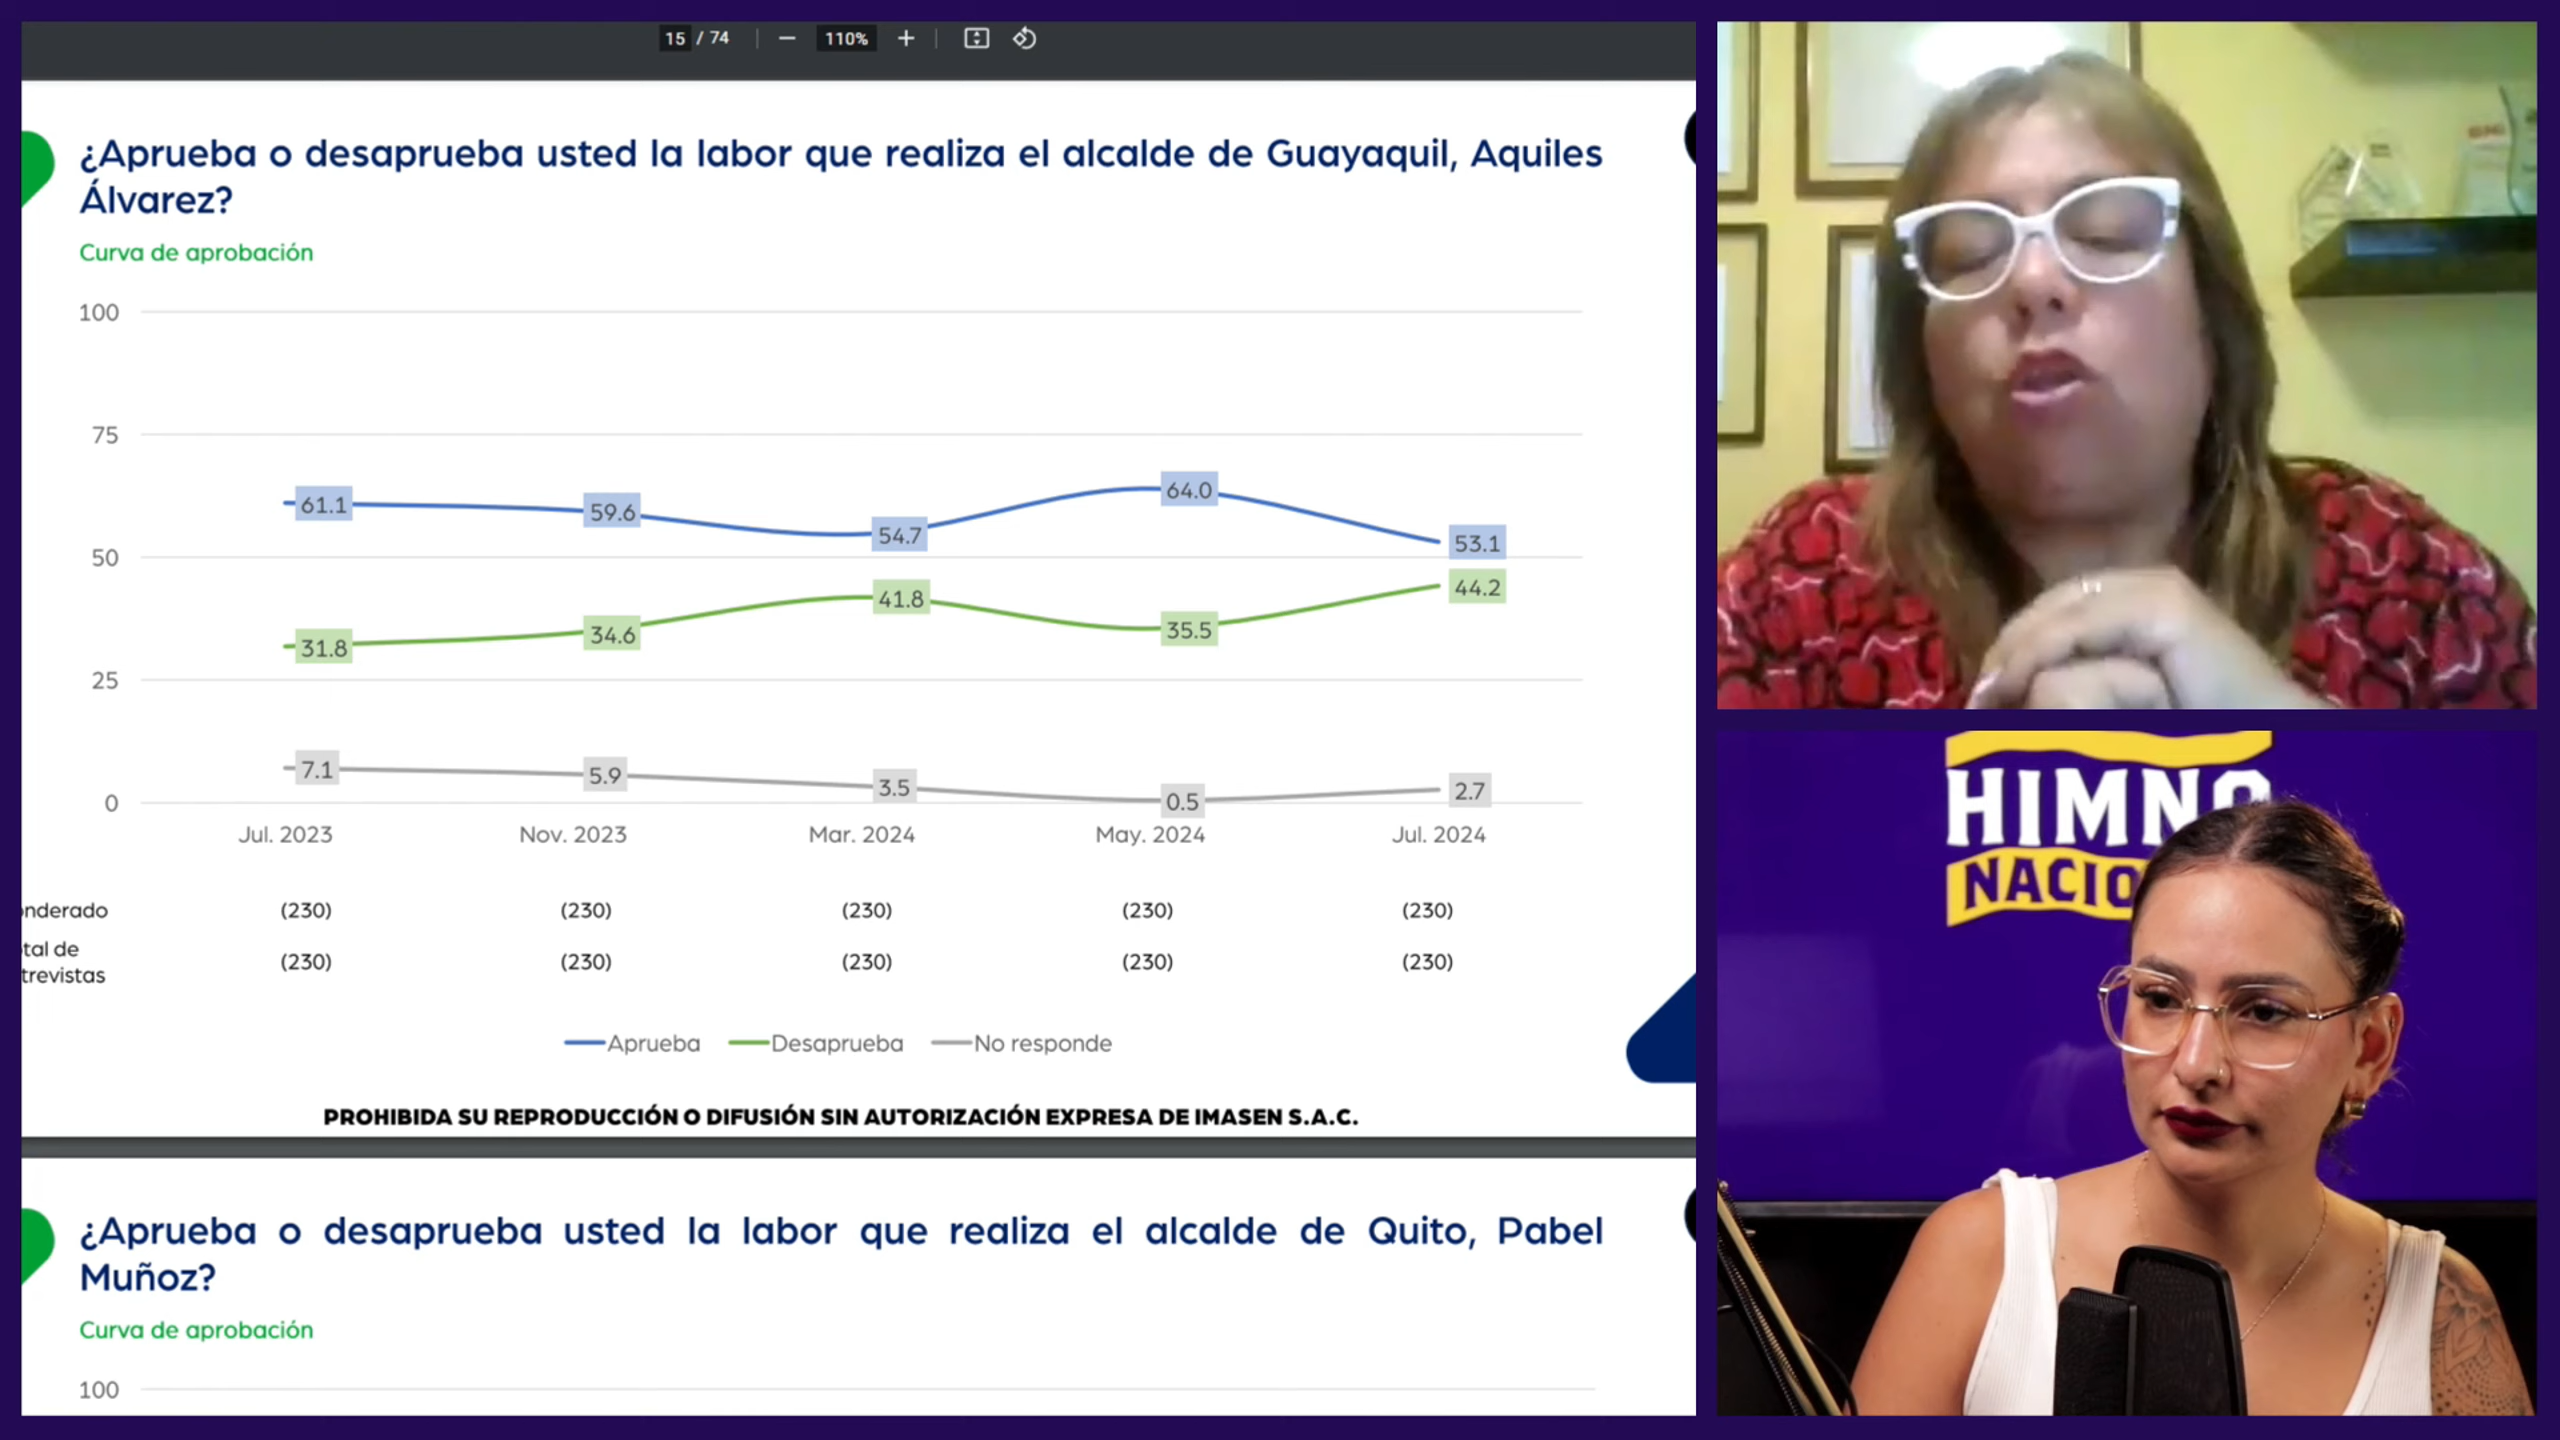 15 / 74 110%
¿Aprueba o desaprueba usted la labor que realiza el alcalde de Guayaquil, Aquiles
Álvarez?
Curva de aprobación
100
75
50
25
0
61.1 59.6 54.7 64.0 53.1
31.8 34.6 41.8 35.5 44.2
7.1 5.9 3.5 0.5 2.7
Jul. 2023 Nov. 2023 Mar. 2024 May. 2024 Jul. 2024
nderado (230) (230) (230) (230) (230)
tal de
trevistas (230) (230) (230) (230) (230)
Aprueba Desaprueba No responde
PROHIBIDA SU REPRODUCCIÓN O DIFUSIÓN SIN AUTORIZACIÓN EXPRESA DE IMASEN S.A.C.
¿Aprueba o desaprueba usted la labor que realiza el alcalde de Quito, Pabel
Muñoz?
Curva de aprobación
100
HIMNO
NACIO